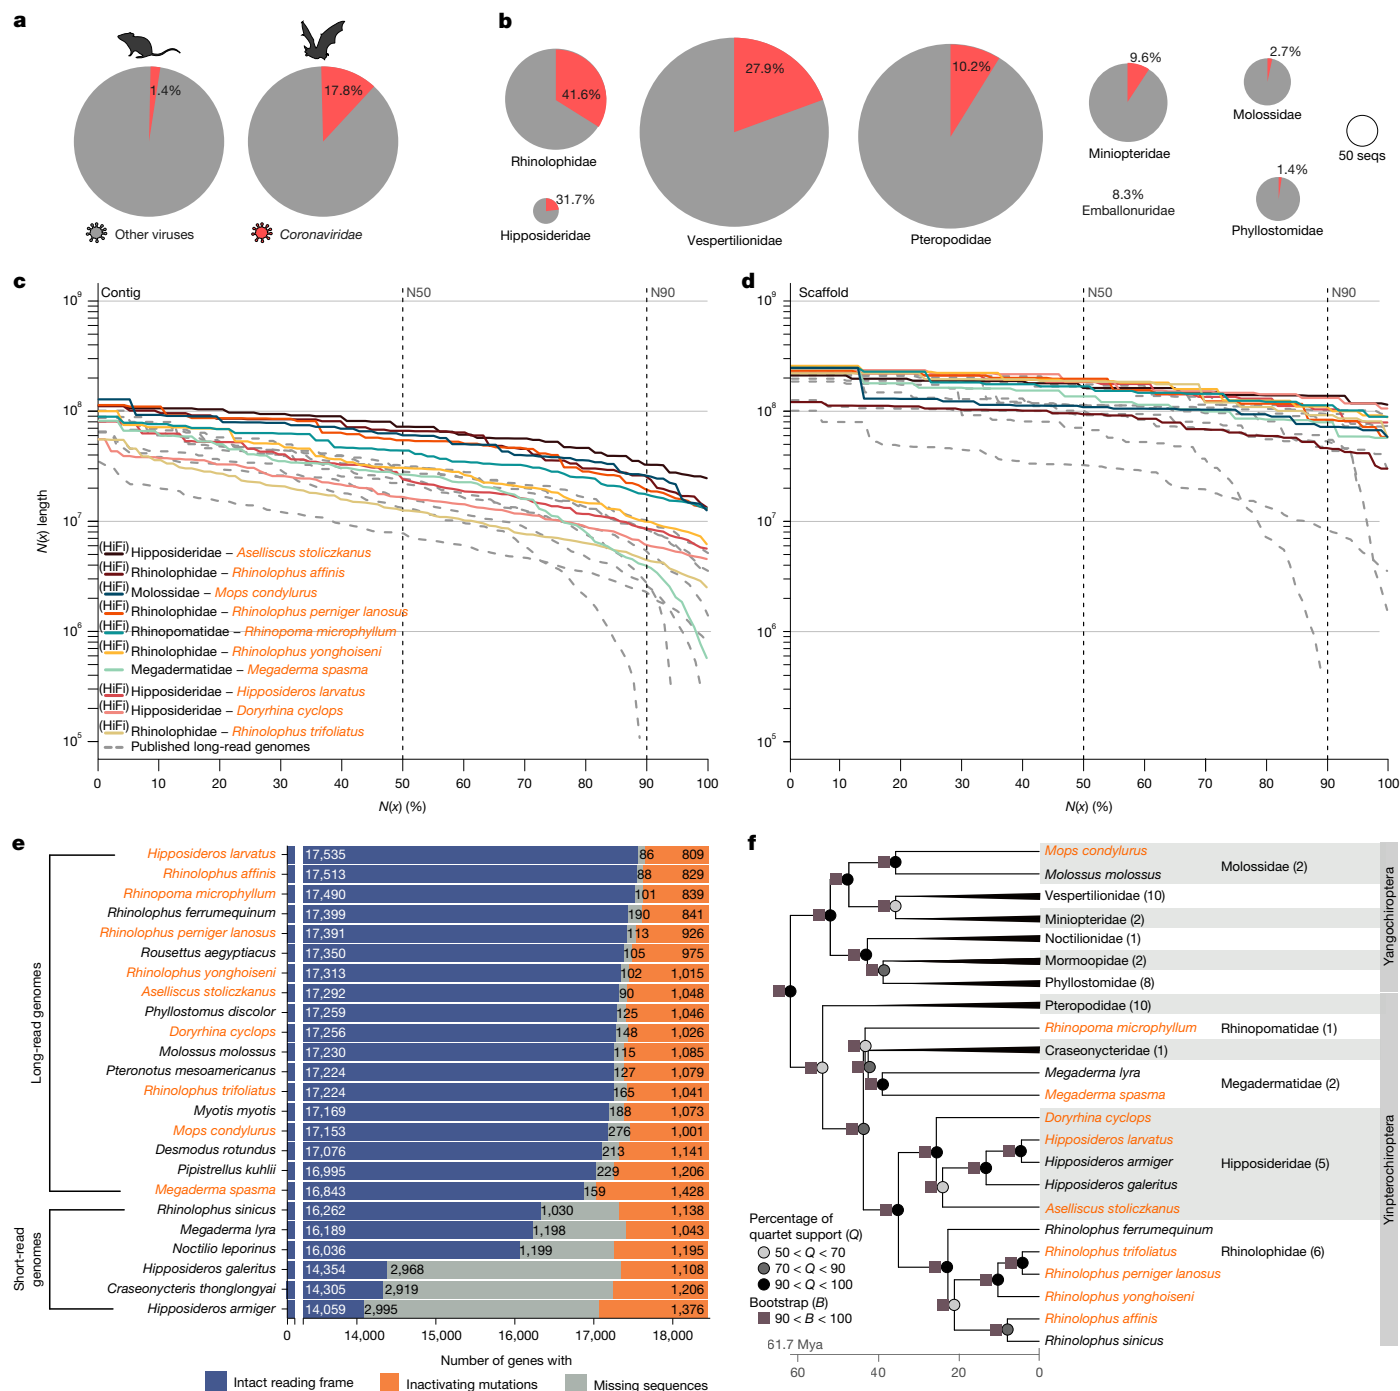 a
1.4%
17.8%
Other viruses
Coronaviridae
b
41.6%
Rhinolophidae
31.7%
Hipposideridae
27.9%
Vespertilionidae
10.2%
Pteropodidae
9.6%
Miniopteridae
8.3%
Emballonuridae
2.7%
Molossidae
1.4%
Phyllostomidae
50 seqs
c
Contig
N50
N90
10^9
10^8
10^7
10^6
10^5
N(x) length
(HiFi) Hipposideridae – Aselliscus stoliczkanus
(HiFi) Rhinolophidae – Rhinolophus affinis
(HiFi) Molossidae – Mops condylurus
(HiFi) Rhinolophidae – Rhinolophus perniger lanosus
(HiFi) Rhinopomatidae – Rhinopoma microphyllum
(HiFi) Rhinolophidae – Rhinolophus yonghoiseni
Megadermatidae – Megaderma spasma
(HiFi) Hipposideridae – Hipposideros larvatus
(HiFi) Hipposideridae – Doryrhina cyclops
(HiFi) Rhinolophidae – Rhinolophus trifoliatus
Published long-read genomes
0 10 20 30 40 50 60 70 80 90 100
N(x) (%)
d
Scaffold
N50
N90
10^9
10^8
10^7
10^6
10^5
0 10 20 30 40 50 60 70 80 90 100
N(x) (%)
e
Long-read genomes
Hipposideros larvatus 17,535 86 809
Rhinolophus affinis 17,513 88 829
Rhinopoma microphyllum 17,490 101 839
Rhinolophus ferrumequinum 17,399 190 841
Rhinolophus perniger lanosus 17,391 113 926
Rousettus aegyptiacus 17,350 105 975
Rhinolophus yonghoiseni 17,313 102 1,015
Aselliscus stoliczkanus 17,292 90 1,048
Phyllostomus discolor 17,259 125 1,046
Doryrhina cyclops 17,256 148 1,026
Molossus molossus 17,230 115 1,085
Pteronotus mesoamericanus 17,224 127 1,079
Rhinolophus trifoliatus 17,224 165 1,041
Myotis myotis 17,169 188 1,073
Mops condylurus 17,153 276 1,001
Desmodus rotundus 17,076 213 1,141
Pipistrellus kuhlii 16,995 229 1,206
Megaderma spasma 16,843 159 1,428
Short-read
genomes
Rhinolophus sinicus 16,262 1,030 1,138
Megaderma lyra 16,189 1,198 1,043
Noctilio leporinus 16,036 1,199 1,195
Hipposideros galeritus 14,354 2,968 1,108
Craseonycteris thonglongyai 14,305 2,919 1,206
Hipposideros armiger 14,059 2,995 1,376
0 14,000 15,000 16,000 17,000 18,000
Number of genes with
Intact reading frame
Inactivating mutations
Missing sequences
f
Mops condylurus
Molossus molossus
Molossidae (2)
Vespertilionidae (10)
Miniopteridae (2)
Noctilionidae (1)
Mormoopidae (2)
Phyllostomidae (8)
Yangochiroptera
Pteropodidae (10)
Rhinopoma microphyllum
Rhinopomatidae (1)
Craseonycteridae (1)
Megaderma lyra
Megadermatidae (2)
Megaderma spasma
Doryrhina cyclops
Hipposideros larvatus
Hipposideros armiger
Hipposideridae (5)
Hipposideros galeritus
Aselliscus stoliczkanus
Rhinolophus ferrumequinum
Rhinolophus trifoliatus
Rhinolophidae (6)
Rhinolophus perniger lanosus
Rhinolophus yonghoiseni
Rhinolophus affinis
Rhinolophus sinicus
Yinpterochiroptera
Percentage of
quartet support (Q)
50 < Q < 70
70 < Q < 90
90 < Q < 100
Bootstrap (B)
90 < B < 100
61.7 Mya
60 40 20 0